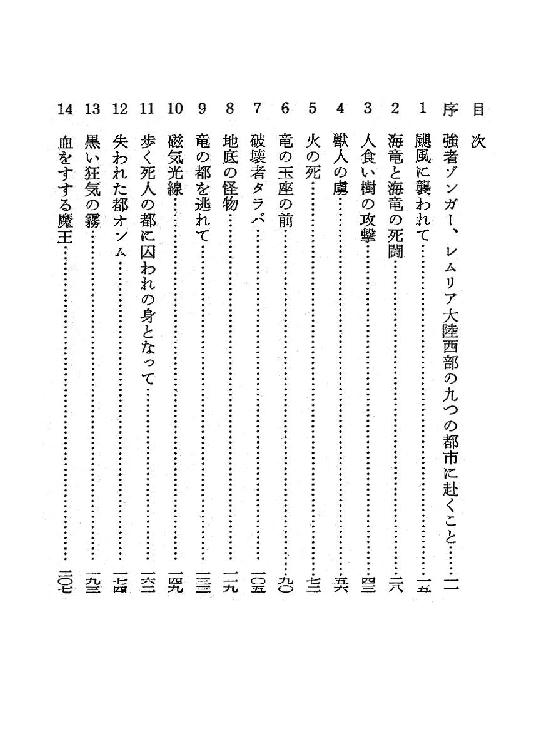 目次
序 強者ゾンガー、レムリア大陸西部の九つの都市に赴くこと……一一
1 颶風に襲われて……一五
2 海竜と海竜の死闘……二八
3 人食い樹の攻撃……四三
4 獣人の虜……五六
5 火の死……七三
6 竜の玉座の前……九〇
7 破壊者タラバ……一〇五
8 地底の怪物……一一九
9 竜の都を逃れて……一三三
10 磁気光線……一四九
11 歩く死人の都に囚われの身となって……一六二
12 失われた都オンム……一七四
13 黒い狂気の霧……一九三
14 血をすする魔王……二〇七